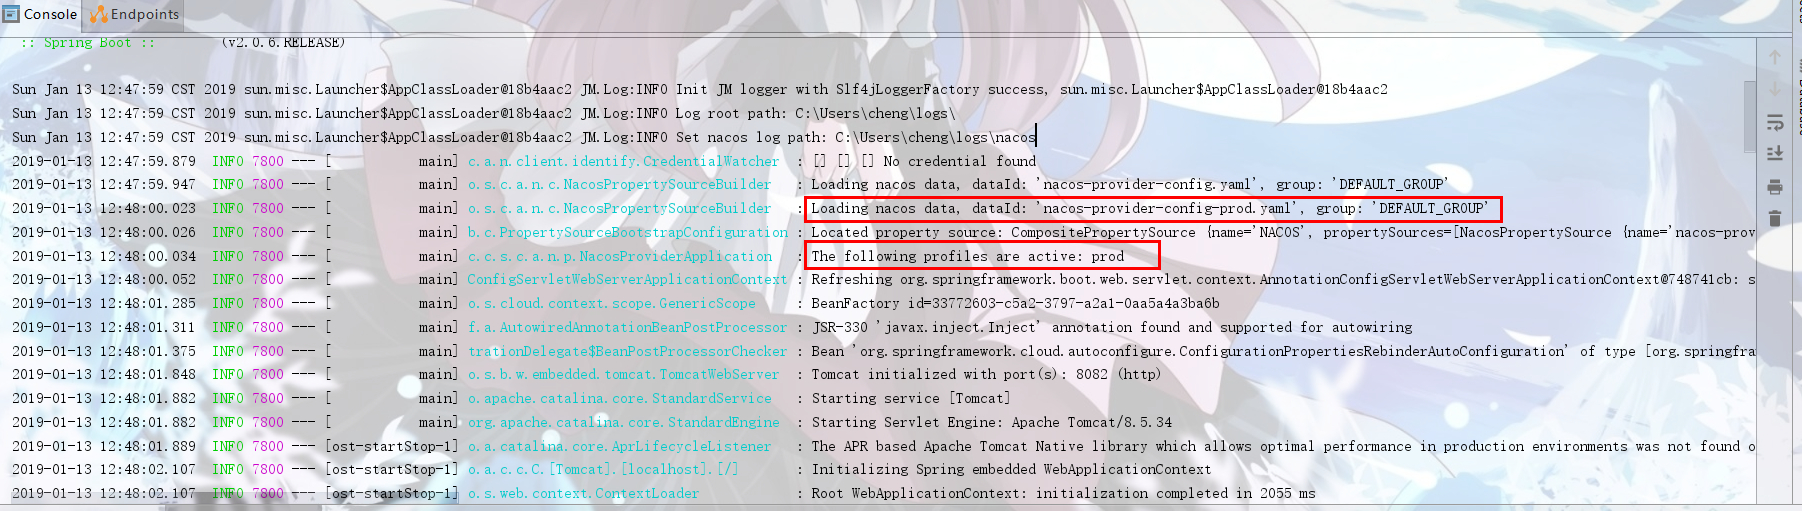 Console Endpoints
:: Spring Boot :: (v2.0.6.RELEASE)
Sun Jan 13 12:47:59 CST 2019 sun.misc.Launcher$AppClassLoader@18b4aac2 JM.Log:INFO Init JM logger with Slf4jLoggerFactory success, sun.misc.Launcher$AppClassLoader@18b4aac2
Sun Jan 13 12:47:59 CST 2019 sun.misc.Launcher$AppClassLoader@18b4aac2 JM.Log:INFO Log root path: C:\Users\cheng\logs\
Sun Jan 13 12:47:59 CST 2019 sun.misc.Launcher$AppClassLoader@18b4aac2 JM.Log:INFO Set nacos log path: C:\Users\cheng\logs\nacos
2019-01-13 12:47:59.879 INFO 7800 --- [ main] c.a.n.client.identify.CredentialWatcher : [] [] [] No credential found
2019-01-13 12:47:59.947 INFO 7800 --- [ main] o.s.c.a.n.c.NacosPropertySourceBuilder : Loading nacos data, dataId: 'nacos-provider-config.yaml', group: 'DEFAULT_GROUP'
2019-01-13 12:48:00.023 INFO 7800 --- [ main] o.s.c.a.n.c.NacosPropertySourceBuilder : Loading nacos data, dataId: 'nacos-provider-config-prod.yaml', group: 'DEFAULT_GROUP'
2019-01-13 12:48:00.026 INFO 7800 --- [ main] b.c.PropertySourceBootstrapConfiguration : Located property source: CompositePropertySource {name='NACOS', propertySources=[NacosPropertySource {name='nacos-prov
2019-01-13 12:48:00.034 INFO 7800 --- [ main] c.c.s.c.a.n.p.NacosProviderApplication : The following profiles are active: prod
2019-01-13 12:48:00.052 INFO 7800 --- [ main] ConfigServletWebServerApplicationContext : Refreshing org.springframework.boot.web.servlet.context.AnnotationConfigServletWebServerApplicationContext@748741cb: s
2019-01-13 12:48:01.285 INFO 7800 --- [ main] o.s.cloud.context.scope.GenericScope : BeanFactory id=33772603-c5a2-3797-a2a1-0aa5a4a3ba6b
2019-01-13 12:48:01.311 INFO 7800 --- [ main] f.a.AutowiredAnnotationBeanPostProcessor : JSR-330 'javax.inject.Inject' annotation found and supported for autowiring
2019-01-13 12:48:01.375 INFO 7800 --- [ main] trationDelegate$BeanPostProcessorChecker : Bean 'org.springframework.cloud.autoconfigure.ConfigurationPropertiesRebinderAutoConfiguration' of type [org.springfra
2019-01-13 12:48:01.848 INFO 7800 --- [ main] o.s.b.w.embedded.tomcat.TomcatWebServer : Tomcat initialized with port(s): 8082 (http)
2019-01-13 12:48:01.882 INFO 7800 --- [ main] o.apache.catalina.core.StandardService : Starting service [Tomcat]
2019-01-13 12:48:01.882 INFO 7800 --- [ main] org.apache.catalina.core.StandardEngine : Starting Servlet Engine: Apache Tomcat/8.5.34
2019-01-13 12:48:01.889 INFO 7800 --- [ost-startStop-1] o.a.catalina.core.AprLifecycleListener : The APR based Apache Tomcat Native library which allows optimal performance in production environments was not found o
2019-01-13 12:48:02.107 INFO 7800 --- [ost-startStop-1] o.a.c.c.C.[Tomcat].[localhost].[/] : Initializing Spring embedded WebApplicationContext
2019-01-13 12:48:02.107 INFO 7800 --- [ost-startStop-1] o.s.web.context.ContextLoader : Root WebApplicationContext: initialization completed in 2055 ms